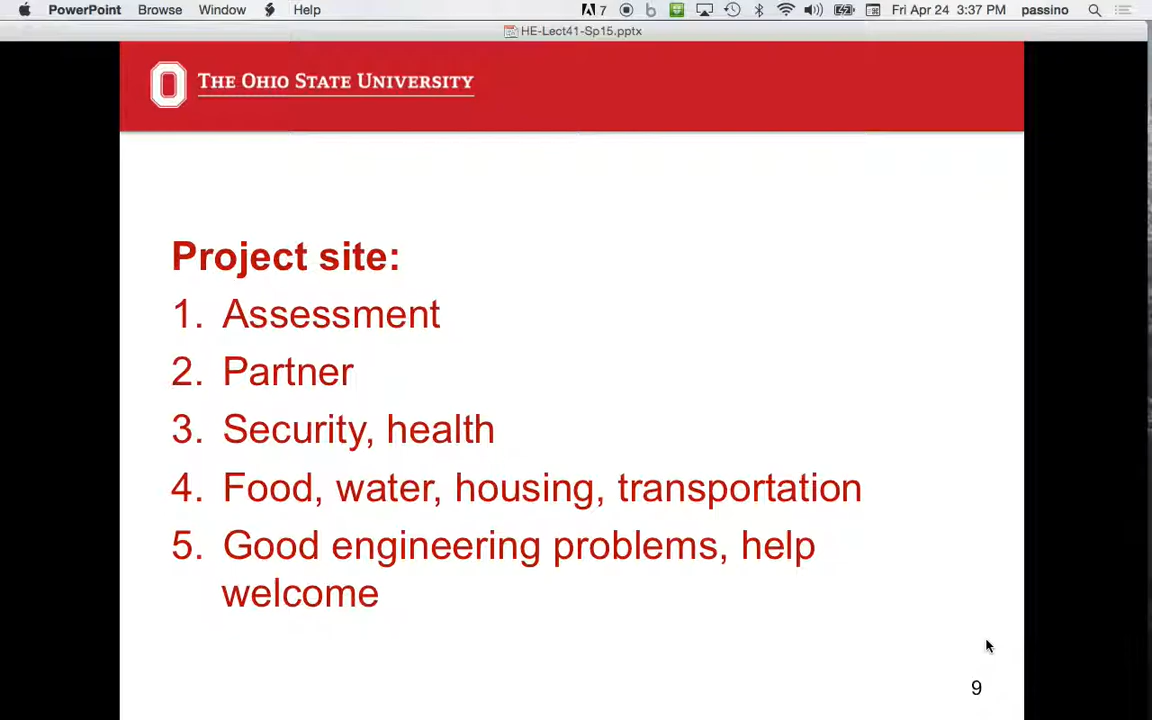 PowerPoint Browse Window Help 7 Fri Apr 24 3:37 PM passino
HE-Lect41-Sp15.pptx
THE OHIO STATE UNIVERSITY
Project site:
1. Assessment
2. Partner
3. Security, health
4. Food, water, housing, transportation
5. Good engineering problems, help
welcome
9